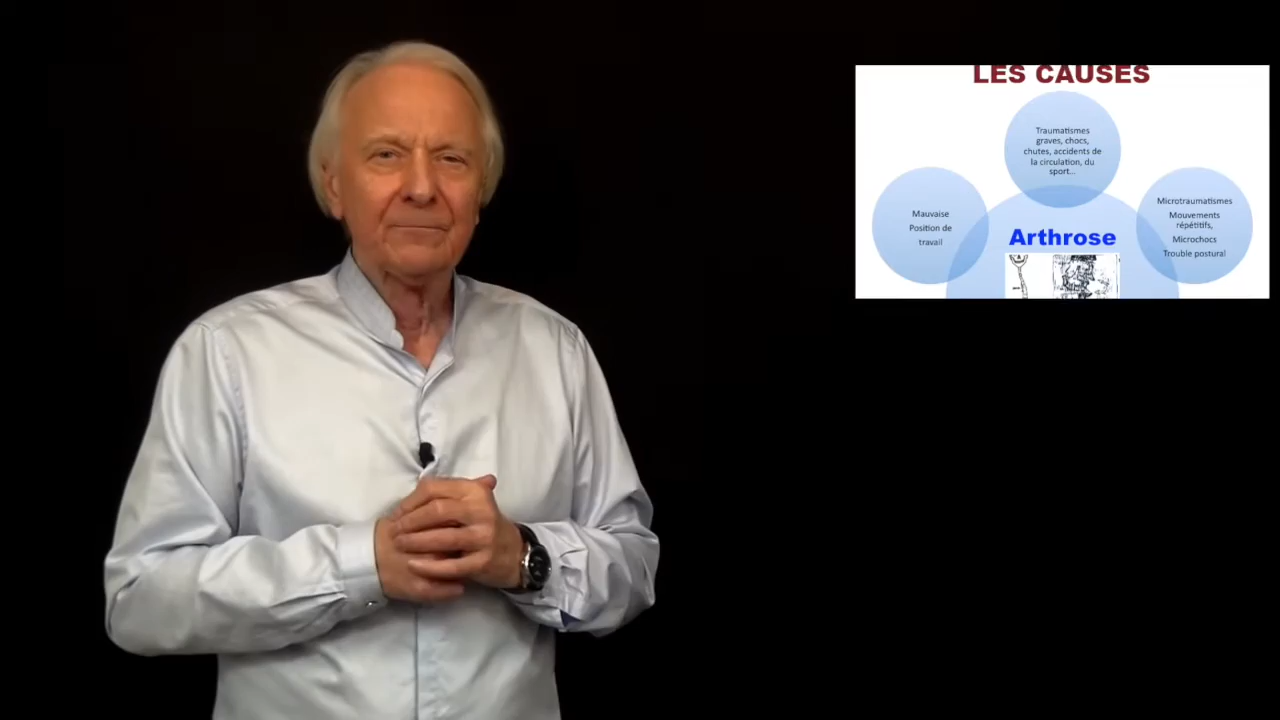 LES CAUSES
Traumatismes
graves, chocs,
chutes, accidents de
la circulation, du
sport...
Mauvaise
Position de
travail
Microtraumatismes
Mouvements
répétitifs,
Microchocs
Trouble postural
Arthrose